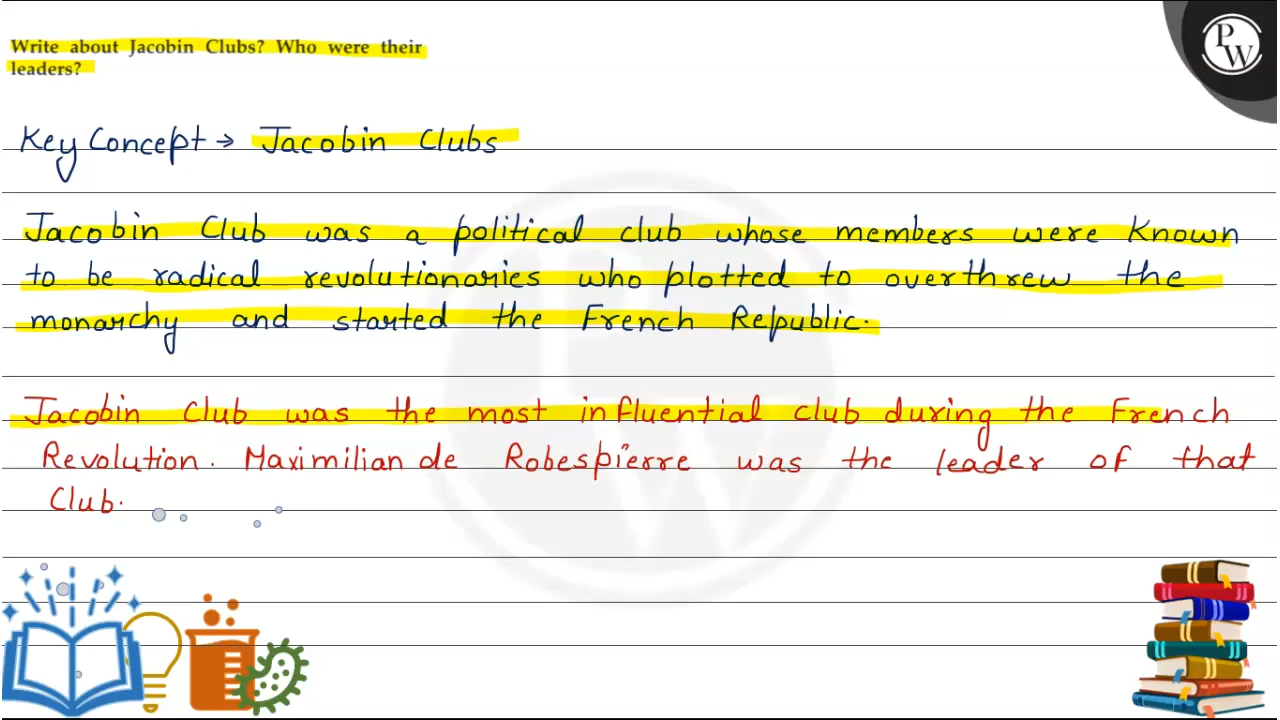 Write about Jacobin Clubs? Who were their
leaders?
PW
Key Concept → Jacobin Clubs
Jacobin Club was a political club whose members were known
to be radical revolutionaries who plotted to overthrew the
monarchy and started the French Republic.
Jacobin Club was the most influential club during the French
Revolution. Maximilian de Robespierre was the leader of that
Club.